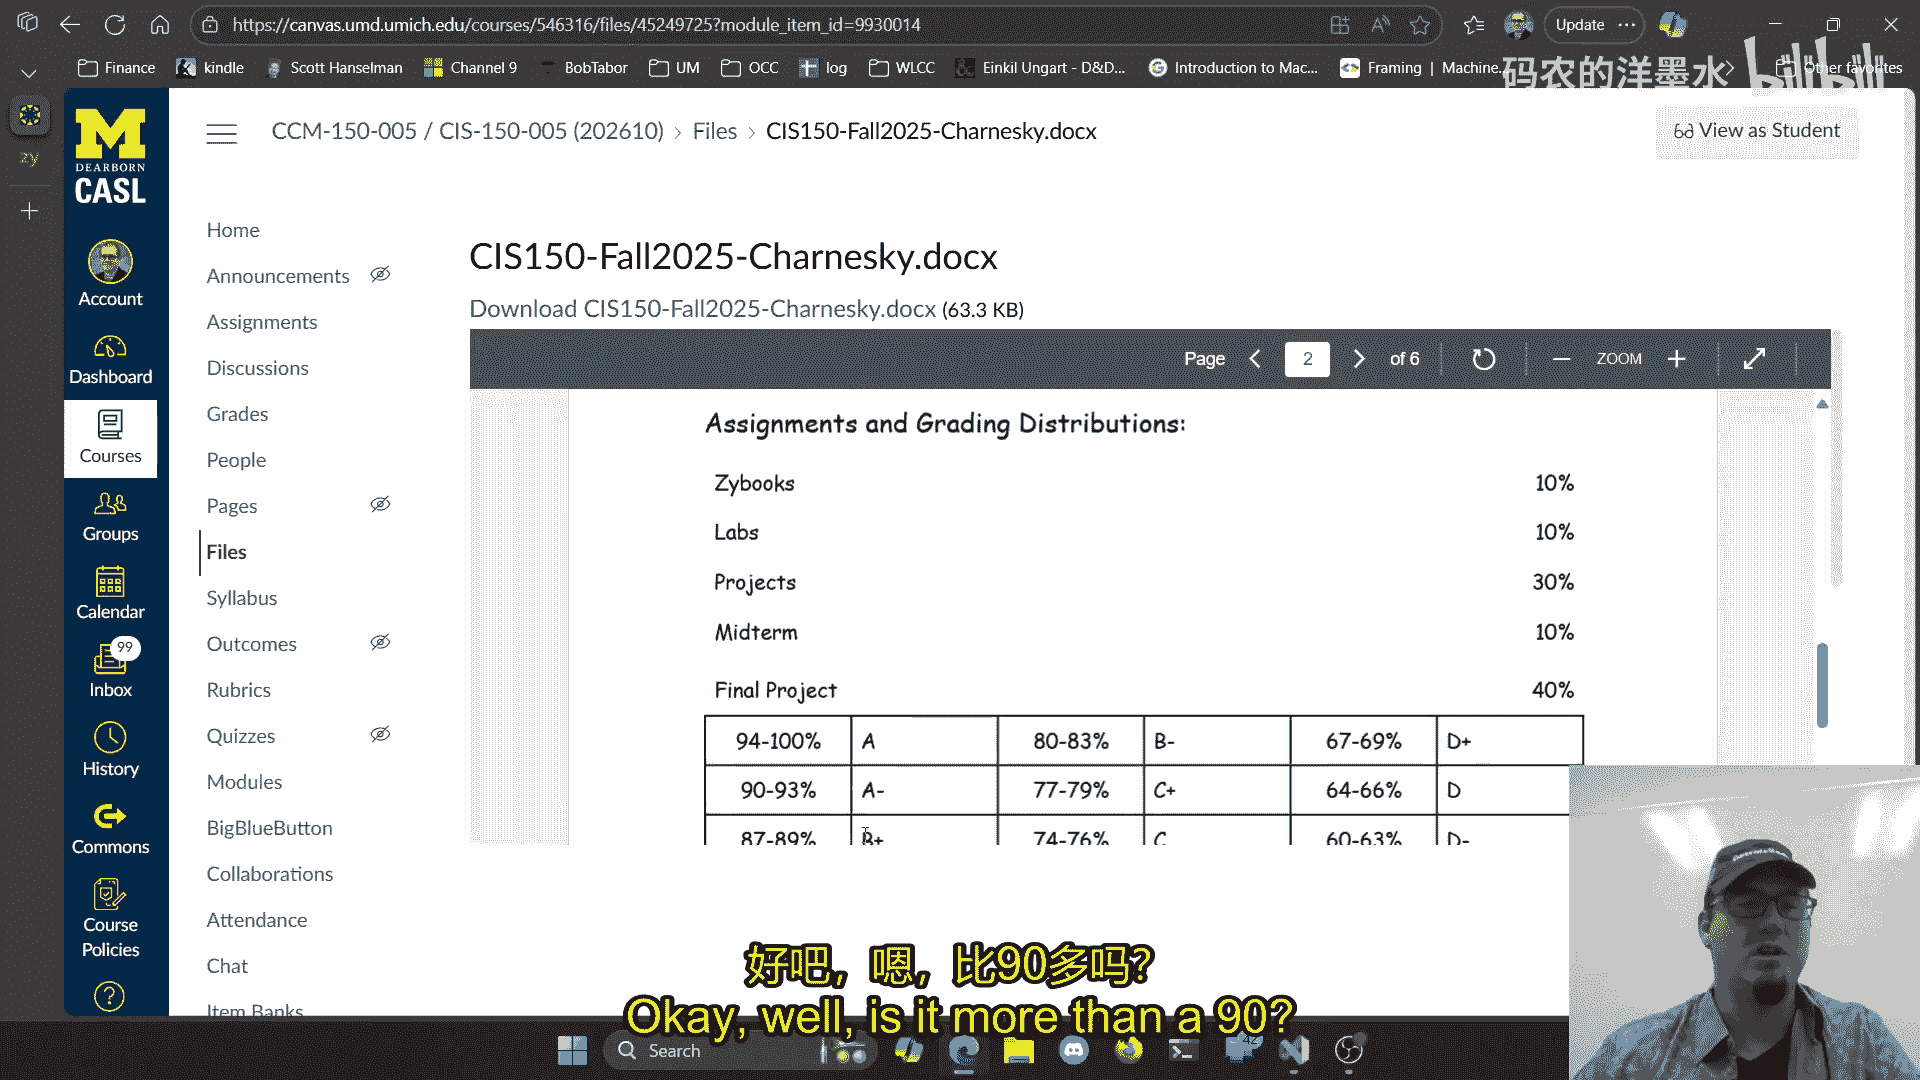 https://canvas.umd.umich.edu/courses/546316/files/45249725?module_item_id=9930014
Update
Finance
kindle
Scott Hanselman
Channel 9
BobTabor
UM
OCC
log
WLCC
Einkil Ungart - D&D...
Introduction to Mac...
Framing | Machine...
Other favorites
码农的洋墨水
bilibili
zy
M
DEARBORN
CASL
CCM-150-005 / CIS-150-005 (202610) > Files > CIS150-Fall2025-Charnesky.docx
View as Student
Account
Dashboard
Courses
Groups
Calendar
99
Inbox
History
Commons
Course
Policies
Home
Announcements
Assignments
Discussions
Grades
People
Pages
Files
Syllabus
Outcomes
Rubrics
Quizzes
Modules
BigBlueButton
Collaborations
Attendance
Chat
Item Banks
CIS150-Fall2025-Charnesky.docx
Download CIS150-Fall2025-Charnesky.docx (63.3 KB)
Page 2 of 6 ZOOM
Assignments and Grading Distributions:
Zybooks 10%
Labs 10%
Projects 30%
Midterm 10%
Final Project 40%
94-100% A 80-83% B- 67-69% D+
90-93% A- 77-79% C+ 64-66% D
87-89% B+ 74-76% C 60-63% D-
好吧，嗯，比90多吗？
Okay, well, is it more than a 90?
Search